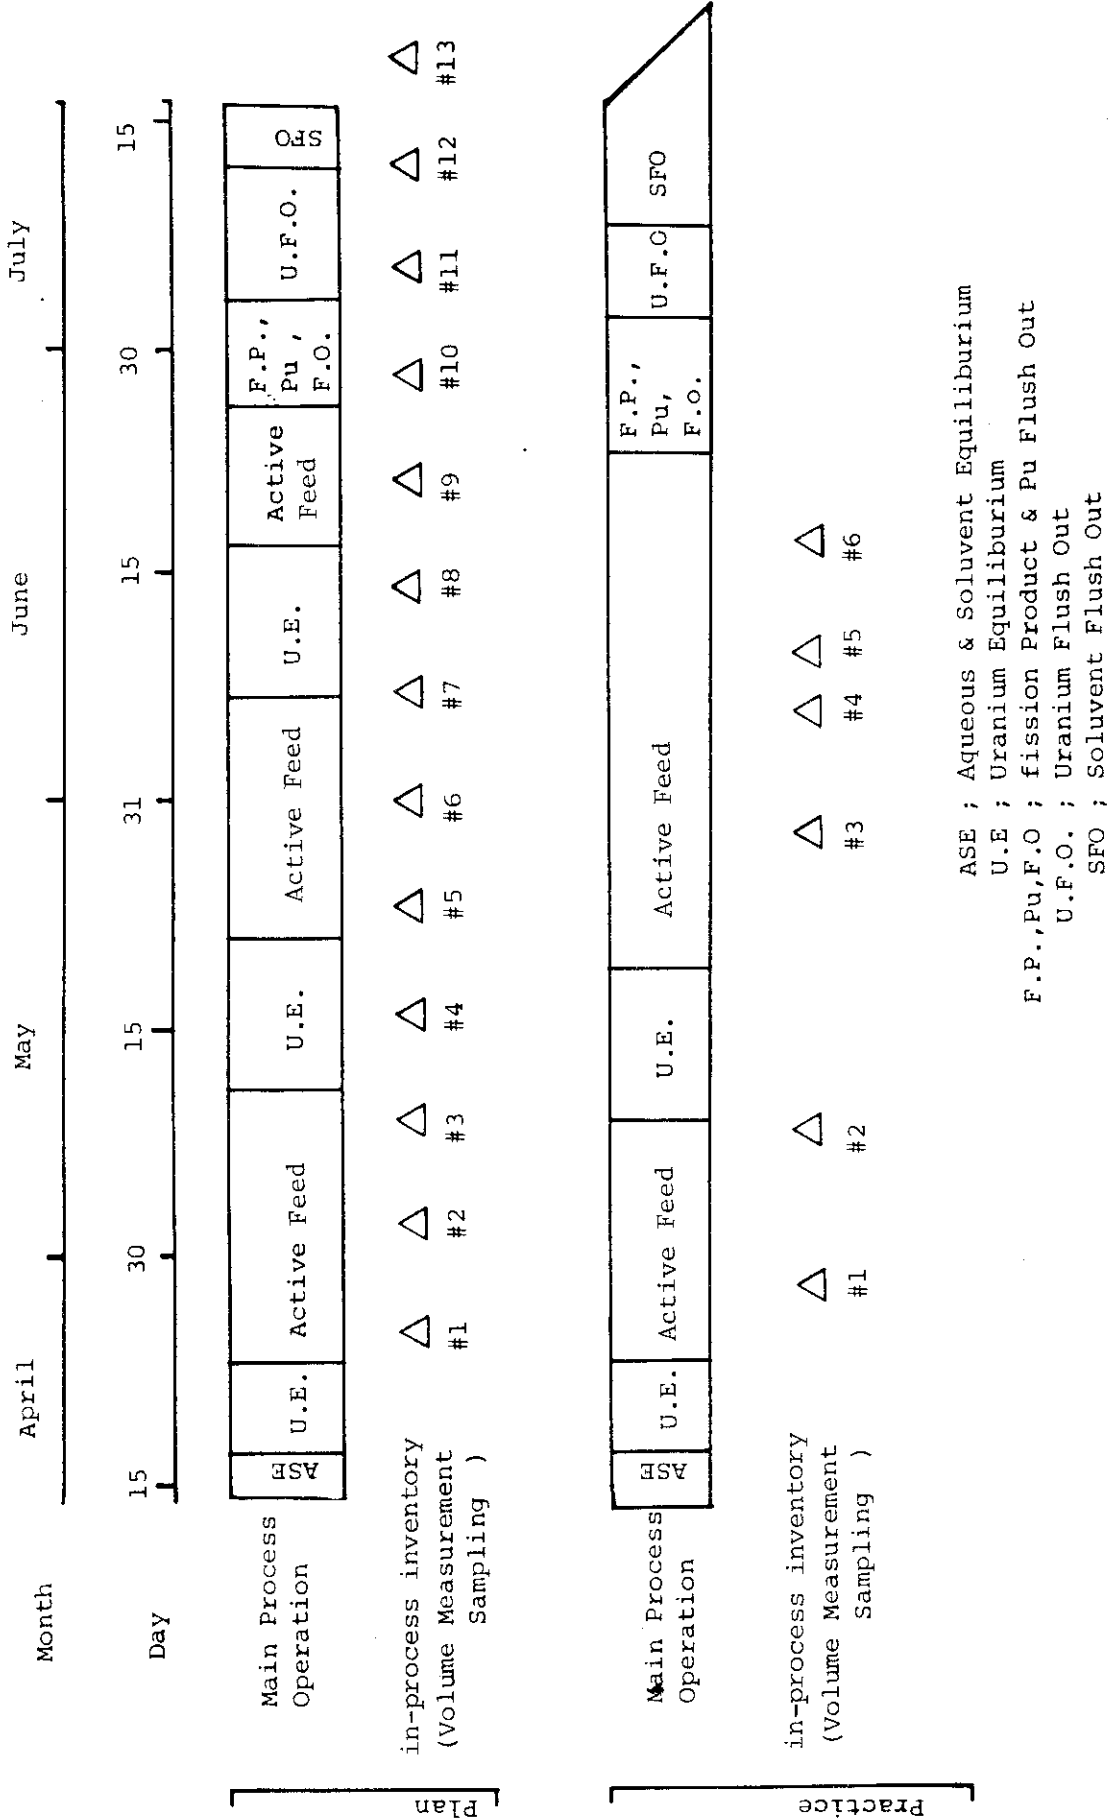 Month
April
May
June
July
Day
15
30
15
31
15
30
15
Plan
Main Process
Operation
ASE
U.E.
Active Feed
U.E.
Active Feed
U.E.
Active
Feed
F.P.,
Pu ,
F.O.
U.F.O.
SFO
in-process inventory
(Volume Measurement
Sampling )
#1
#2
#3
#4
#5
#6
#7
#8
#9
#10
#11
#12
#13
Practice
Main Process
Operation
ASE
U.E.
Active Feed
U.E.
Active Feed
F.P.,
Pu,
F.O.
U.F.O
SFO
in-process inventory
(Volume Measurement
Sampling )
#1
#2
#3
#4
#5
#6
ASE ; Aqueous & Soluvent Equiliburium
U.E ; Uranium Equiliburium
F.P.,Pu,F.O ; fission Product & Pu Flush Out
U.F.O. ; Uranium Flush Out
SFO ; Soluvent Flush Out